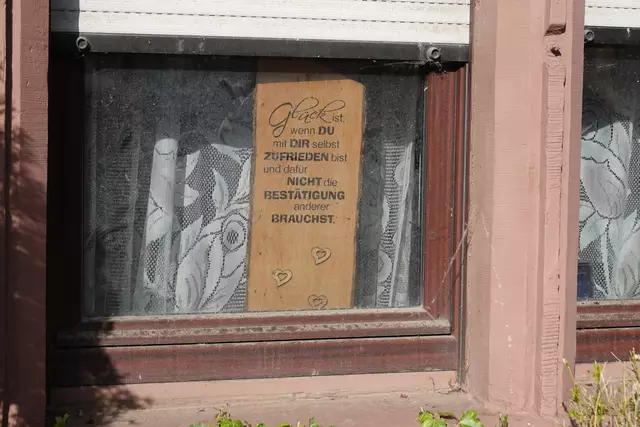 Glück ist,
wenn DU
mit DIR selbst
ZUFRIEDEN bist
und dafür
NICHT die
BESTÄTIGUNG
anderer
BRAUCHST.